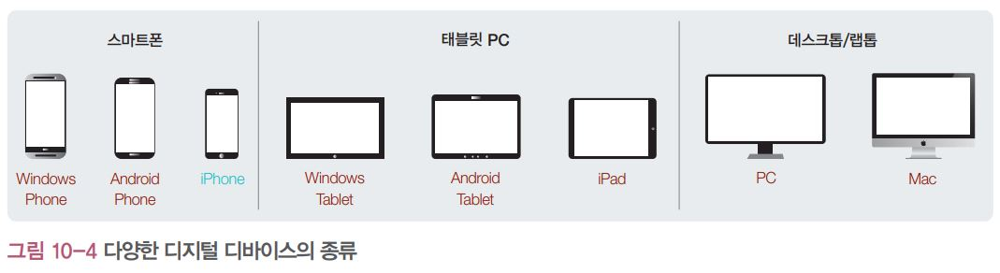 스마트폰
태블릿 PC
데스크톱/랩톱
Windows
Phone
Android
Phone
iPhone
Windows
Tablet
Android
Tablet
iPad
PC
Mac
그림 10-4 다양한 디지털 디바이스의 종류